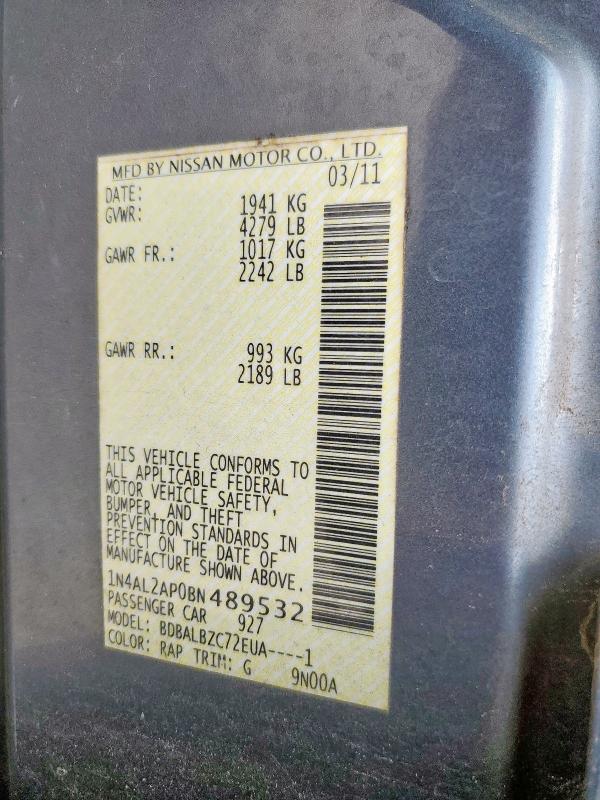 MFD BY NISSAN MOTOR CO., LTD.
DATE: 03/11
GVWR: 1941 KG
4279 LB
GAWR FR.: 1017 KG
2242 LB
GAWR RR.: 993 KG
2189 LB
THIS VEHICLE CONFORMS TO
ALL APPLICABLE FEDERAL
MOTOR VEHICLE SAFETY,
BUMPER, AND THEFT
PREVENTION STANDARDS IN
EFFECT ON THE DATE OF
MANUFACTURE SHOWN ABOVE.
1N4AL2AP0BN489532
PASSENGER CAR 927
MODEL: BDBALBZC72EUA----1
COLOR: RAP TRIM: G 9N00A